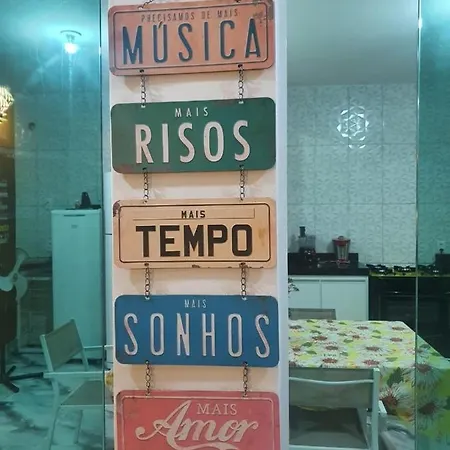 PRECISAMOS DE MAIS
MÚSICA
MAIS
RISOS
MAIS
TEMPO
MAIS
SONHOS
MAIS
Amor